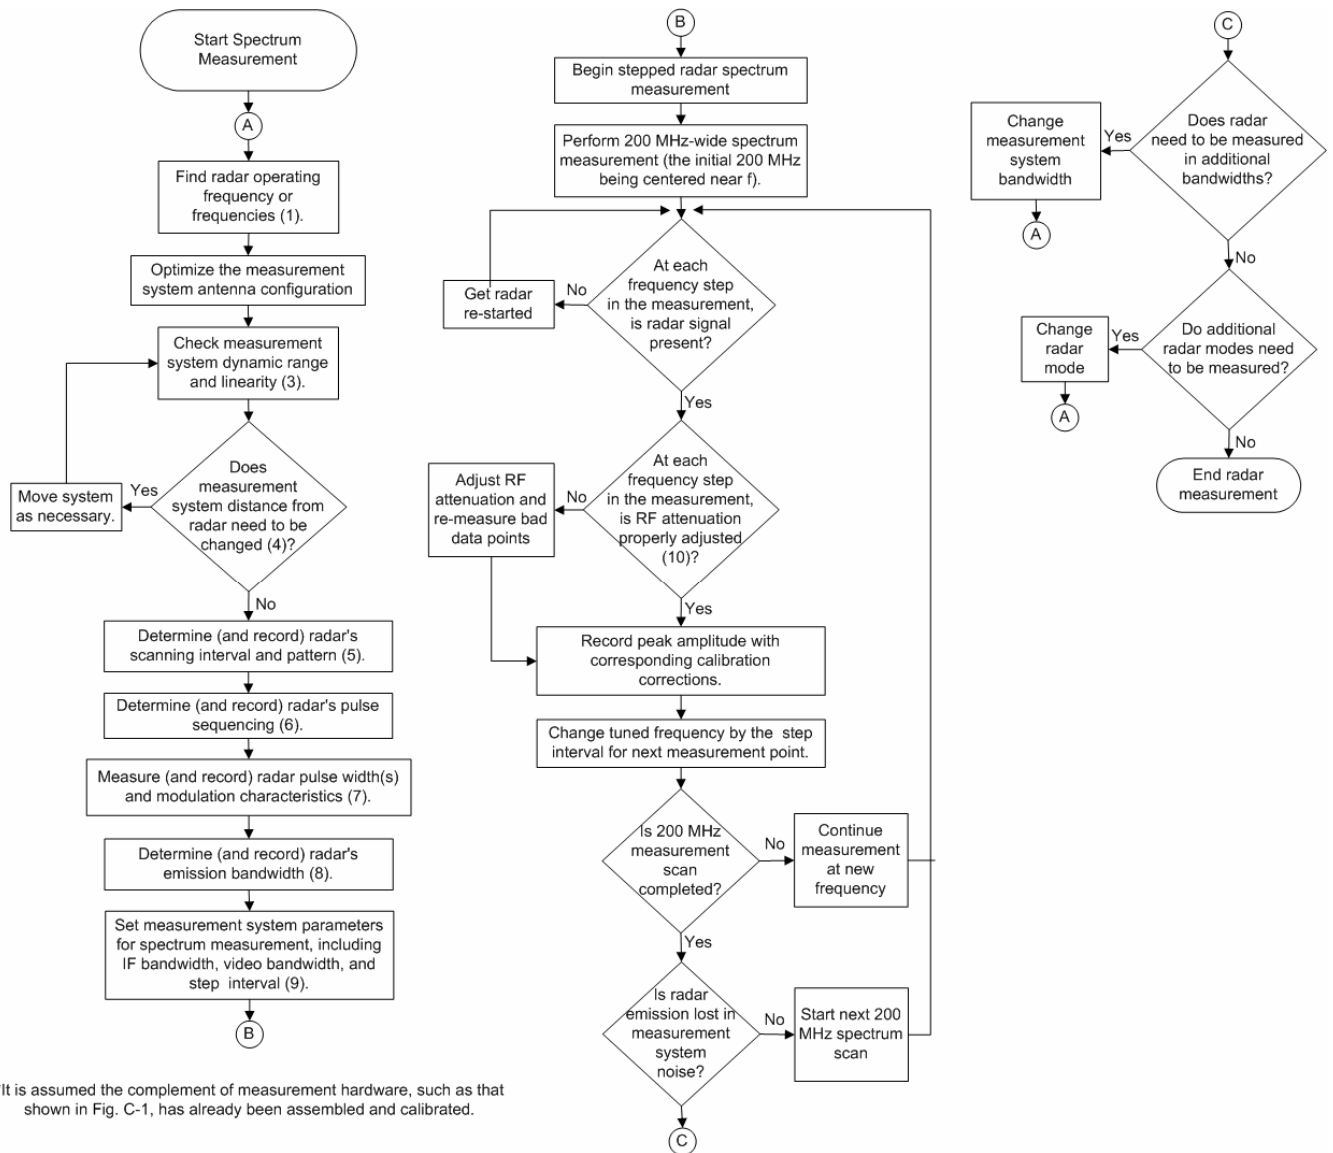 Start Spectrum
Measurement
A
Find radar operating
frequency or
frequencies (1).
Optimize the measurement
system antenna configuration
Check measurement
system dynamic range
and linearity (3).
Does
measurement
system distance from
radar need to be
changed (4)?
Yes
Move system
as necessary.
No
Determine (and record) radar's
scanning interval and pattern (5).
Determine (and record) radar's pulse
sequencing (6).
Measure (and record) radar pulse width(s)
and modulation characteristics (7).
Determine (and record) radar's
emission bandwidth (8).
Set measurement system parameters
for spectrum measurement, including
IF bandwidth, video bandwidth, and
step interval (9).
B
It is assumed the complement of measurement hardware, such as that
shown in Fig. C-1, has already been assembled and calibrated.
B
Begin stepped radar spectrum
measurement
Perform 200 MHz-wide spectrum
measurement (the initial 200 MHz
being centered near f).
At each
frequency step
in the measurement,
is radar signal
present?
No
Get radar
re-started
Yes
At each
frequency step
in the measurement,
is RF attenuation
properly adjusted
(10)?
No
Adjust RF
attenuation and
re-measure bad
data points
Yes
Record peak amplitude with
corresponding calibration
corrections.
Change tuned frequency by the step
interval for next measurement point.
Is 200 MHz
measurement
scan
completed?
No
Continue
measurement
at new
frequency
Yes
Is radar
emission lost in
measurement
system
noise?
No
Start next 200
MHz spectrum
scan
C
C
Does radar
need to be measured
in additional
bandwidths?
Yes
Change
measurement
system
bandwidth
A
No
Do additional
radar modes need
to be measured?
Yes
Change
radar
mode
A
No
End radar
measurement